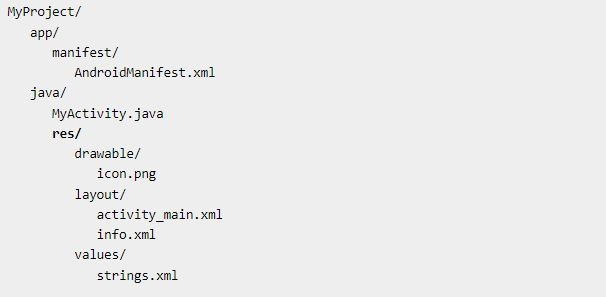 MyProject/
app/
manifest/
AndroidManifest.xml
java/
MyActivity.java
res/
drawable/
icon.png
layout/
activity_main.xml
info.xml
values/
strings.xml